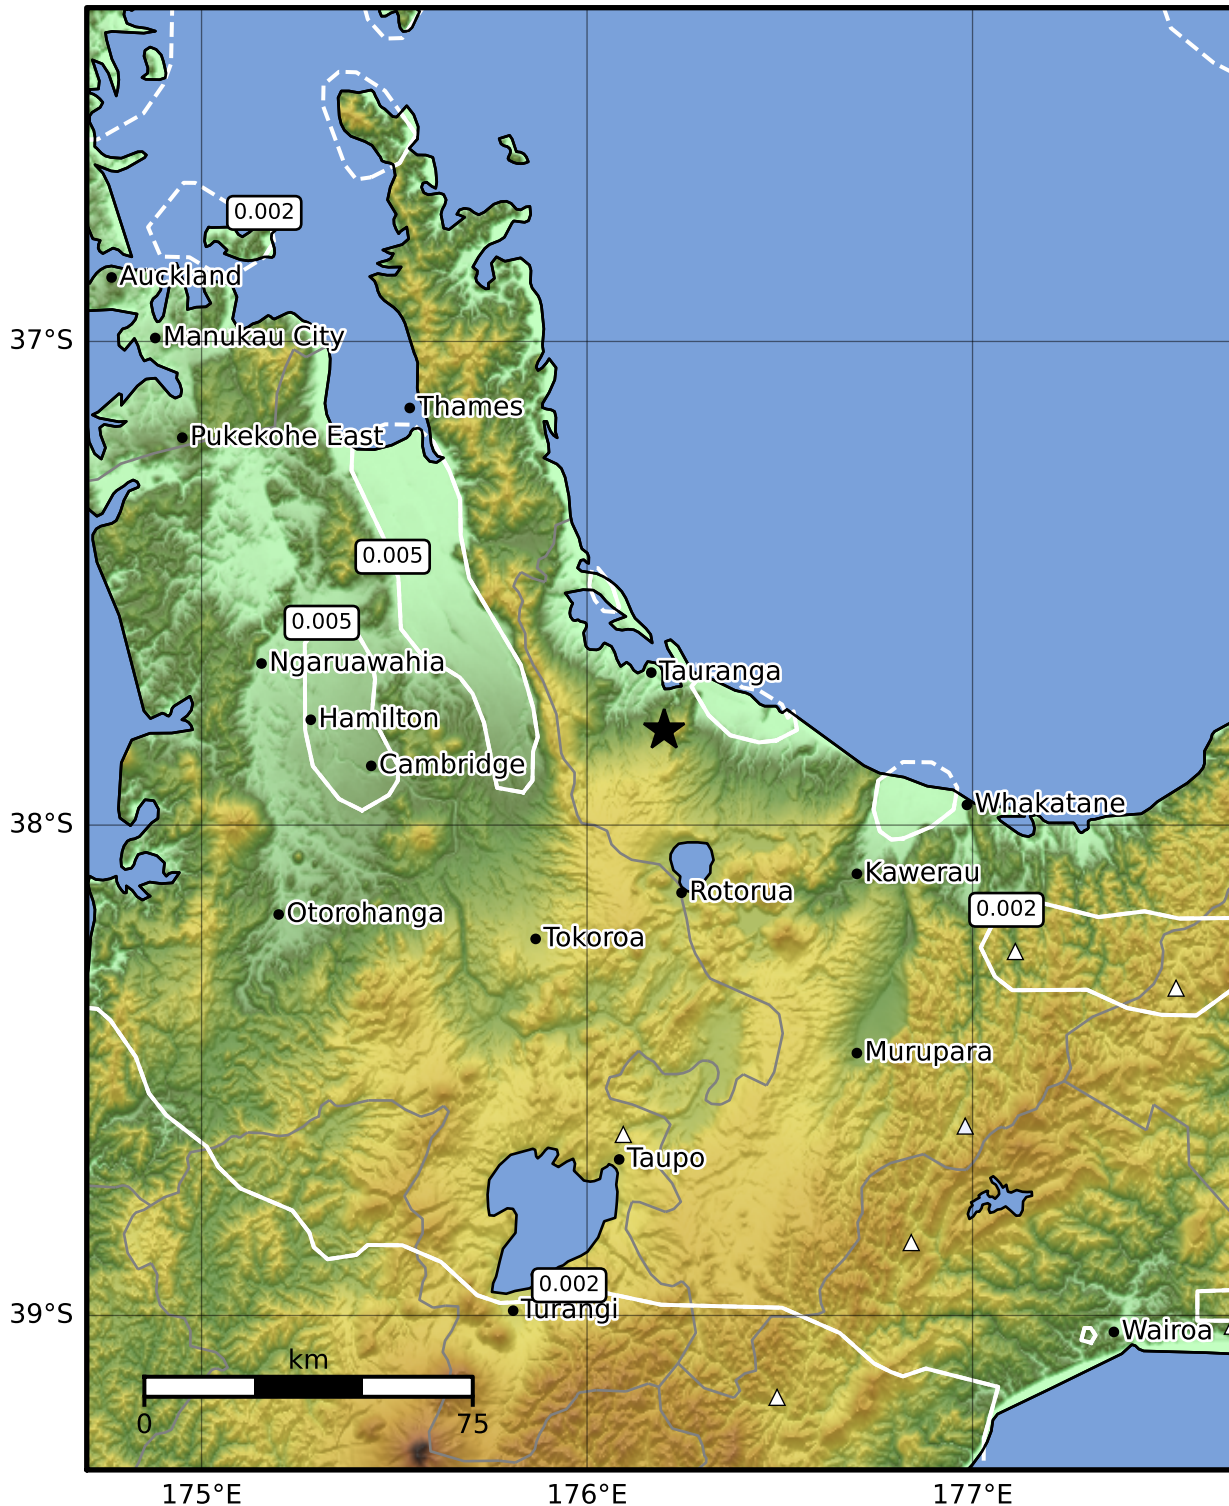 0.002
Auckland
37°S
Manukau City
Thames
Pukekohe East
0.005
0.005
Ngaruawahia
Tauranga
Hamilton
Cambridge
38°S
Whakatane
Kawerau
Rotorua
0.002
Otorohanga
Tokoroa
Murupara
Taupo
0.002
39°S
Turangi
Wairoa
km
0
75
175°E
176°E
177°E